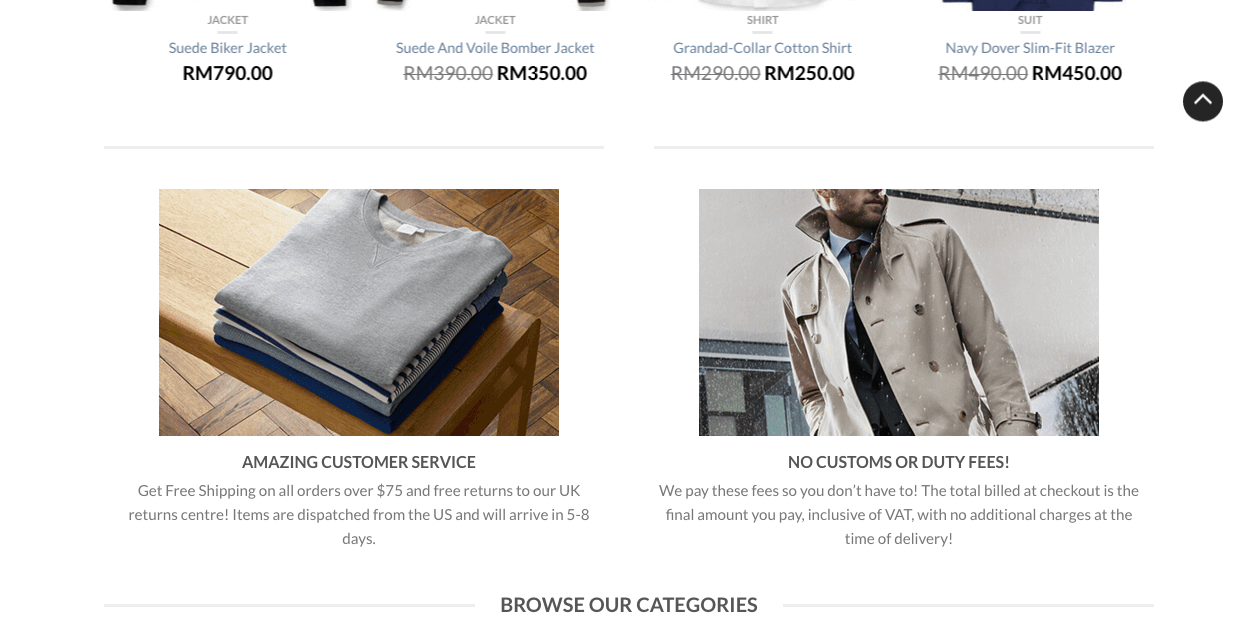 JACKET
JACKET
SHIRT
SUIT
Suede Biker Jacket
Suede And Voile Bomber Jacket
Grandad-Collar Cotton Shirt
Navy Dover Slim-Fit Blazer
RM790.00
RM390.00 RM350.00
RM290.00 RM250.00
RM490.00 RM450.00
AMAZING CUSTOMER SERVICE
Get Free Shipping on all orders over $75 and free returns to our UK
returns centre! Items are dispatched from the US and will arrive in 5-8
days.
NO CUSTOMS OR DUTY FEES!
We pay these fees so you don’t have to! The total billed at checkout is the
final amount you pay, inclusive of VAT, with no additional charges at the
time of delivery!
BROWSE OUR CATEGORIES